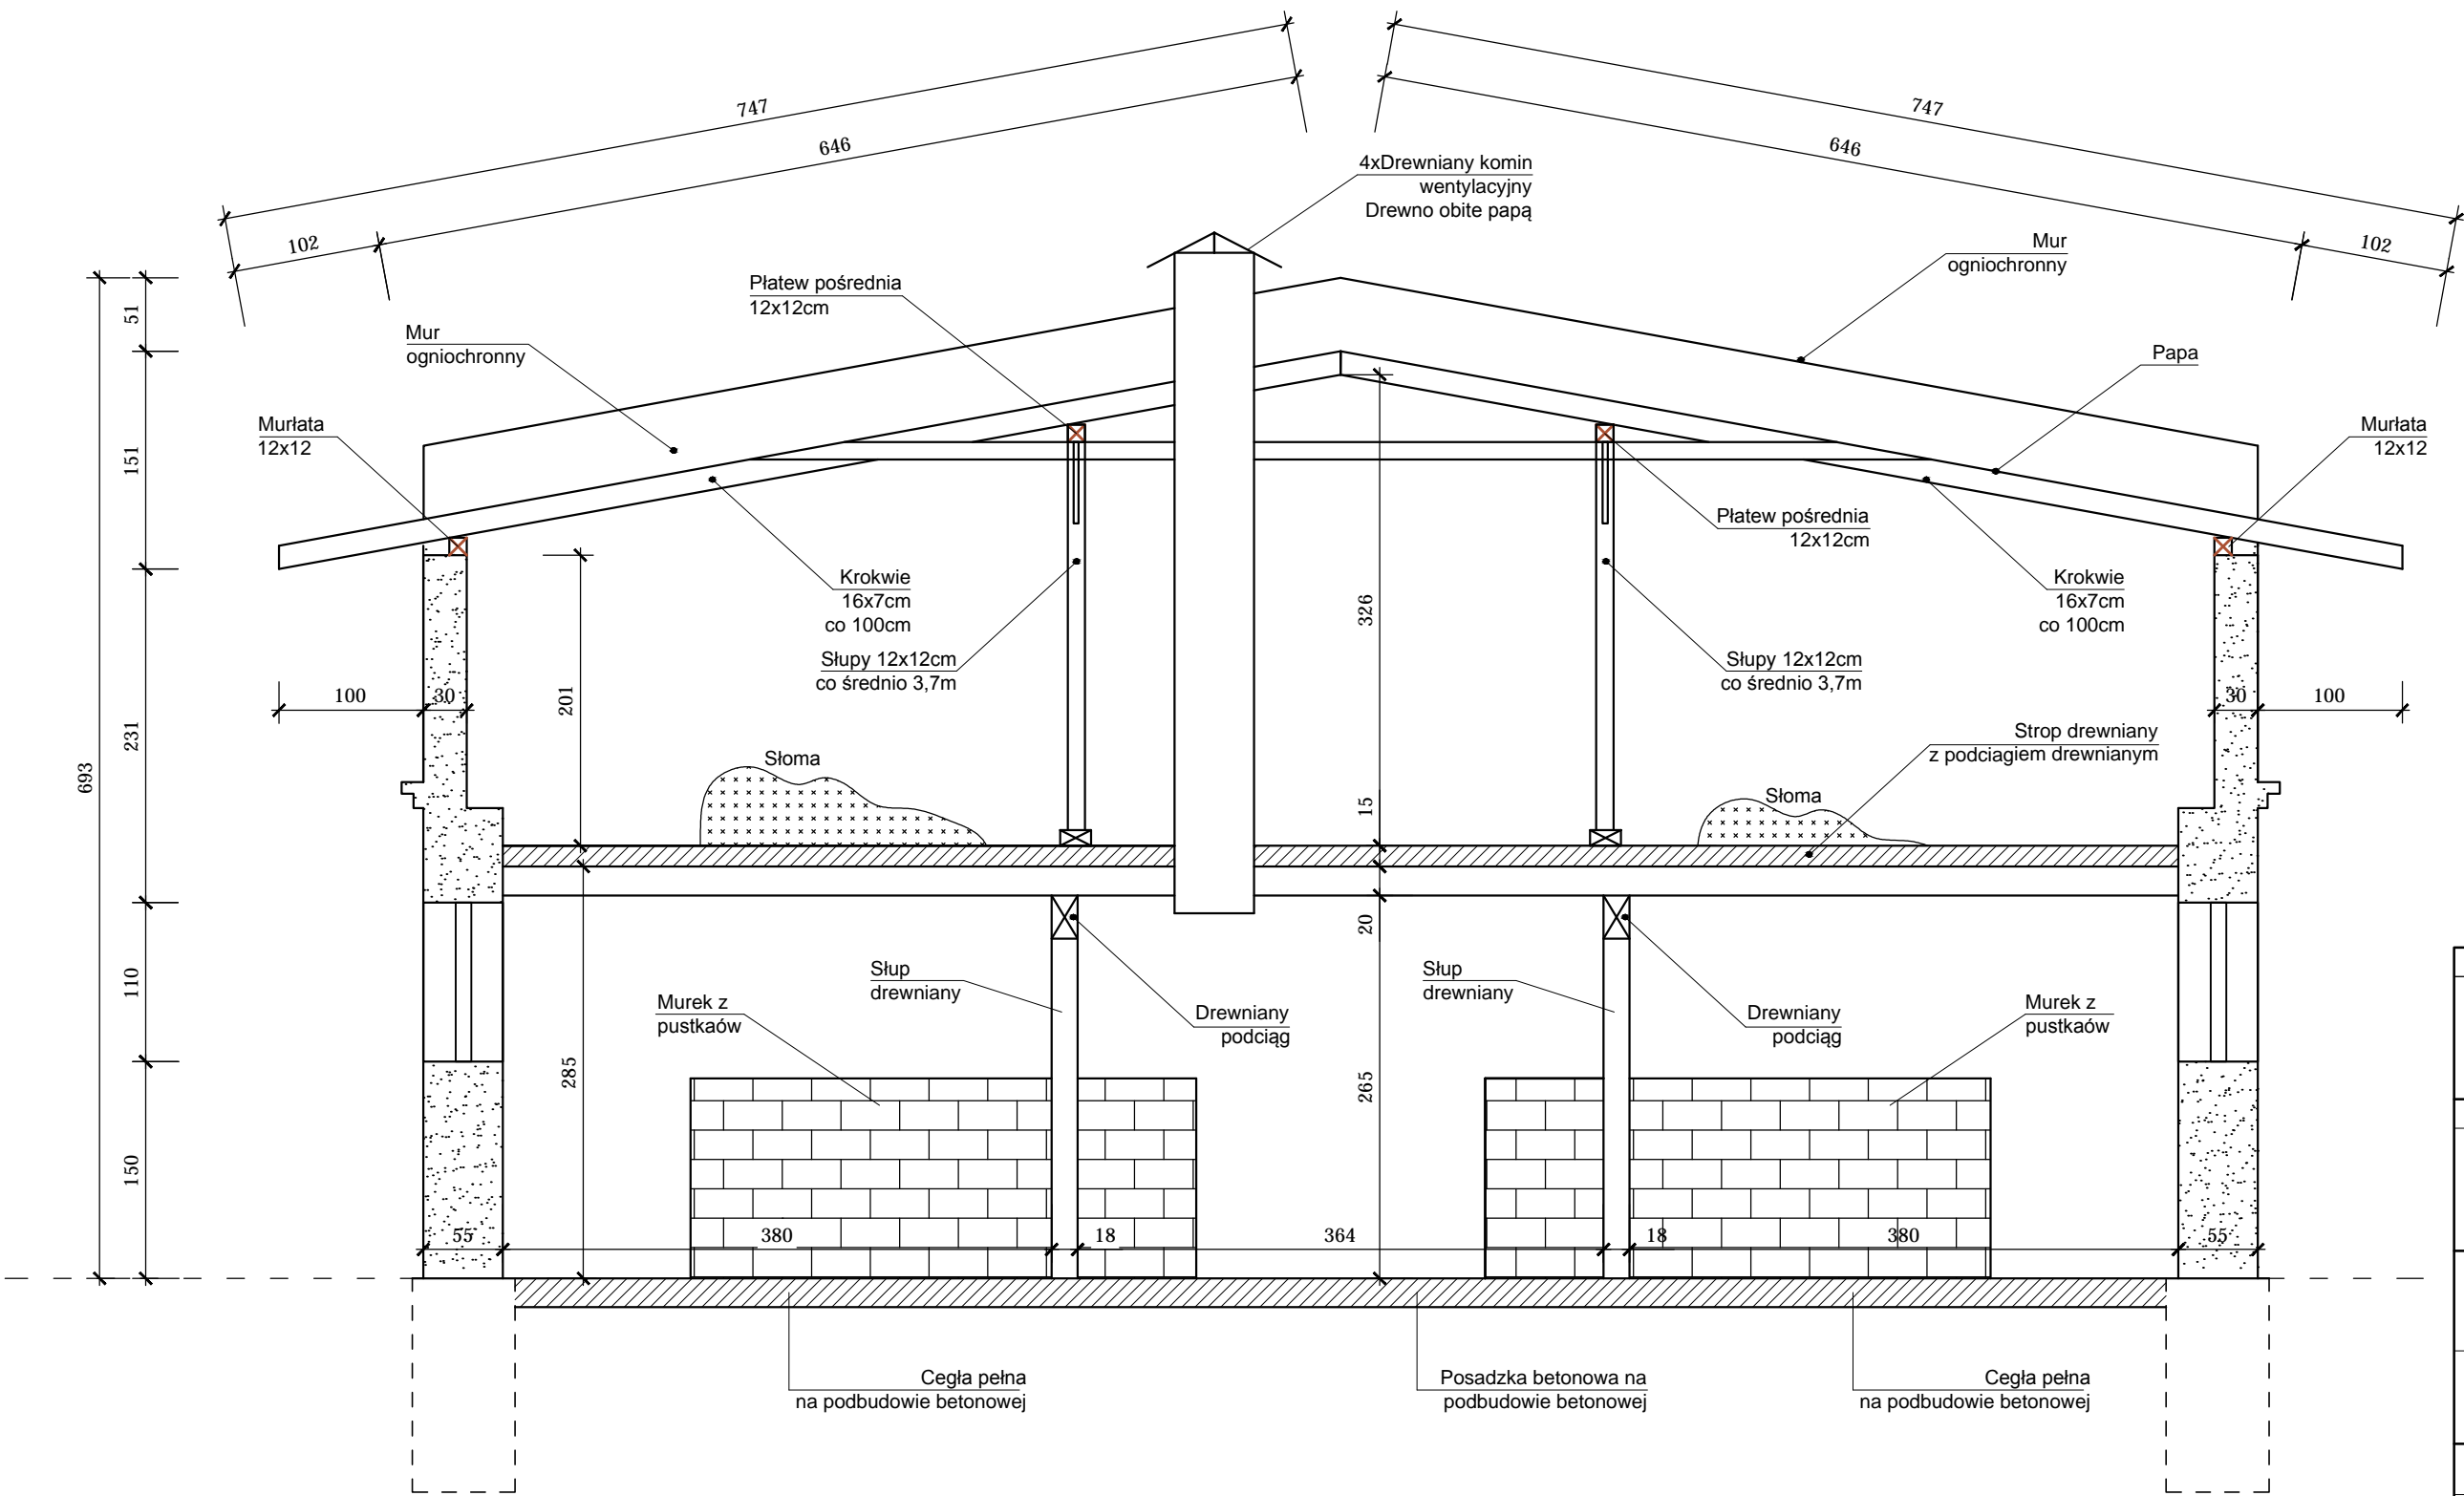 747
646
102
747
646
102
4xDrewniany komin
wentylacyjny
Drewno obite papą
Mur
ogniochronny
Płatew pośrednia
12x12cm
Mur
ogniochronny
Papa
Murłata
12x12
Murłata
12x12
51
151
231
693
110
150
Płatew pośrednia
12x12cm
Krokwie
16x7cm
co 100cm
Krokwie
16x7cm
co 100cm
Słupy 12x12cm
co średnio 3,7m
Słupy 12x12cm
co średnio 3,7m
326
201
100
30
30
100
Słoma
Strop drewniany
z podciagiem drewnianym
Słoma
15
20
Słup
drewniany
Słup
drewniany
Murek z
pustkaów
Drewniany
podciąg
Drewniany
podciąg
Murek z
pustkaów
285
265
55
380
18
364
18
380
55
Cegła pełna
na podbudowie betonowej
Posadzka betonowa na
podbudowie betonowej
Cegła pełna
na podbudowie betonowej